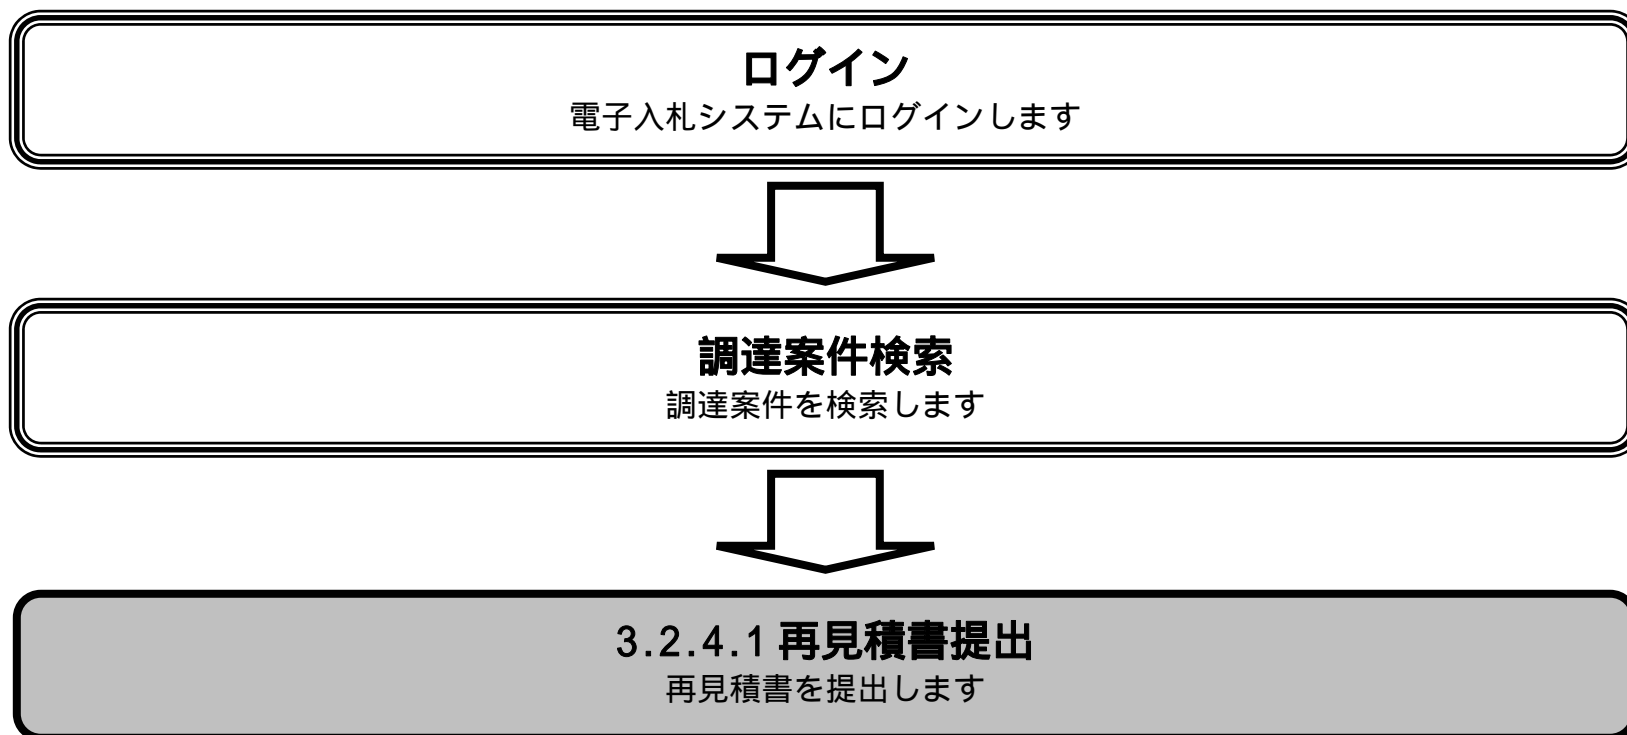 ログイン
電子入札システムにログインします
調達案件検索
調達案件を検索します
3.2.4.1 再見積書提出
再見積書を提出します